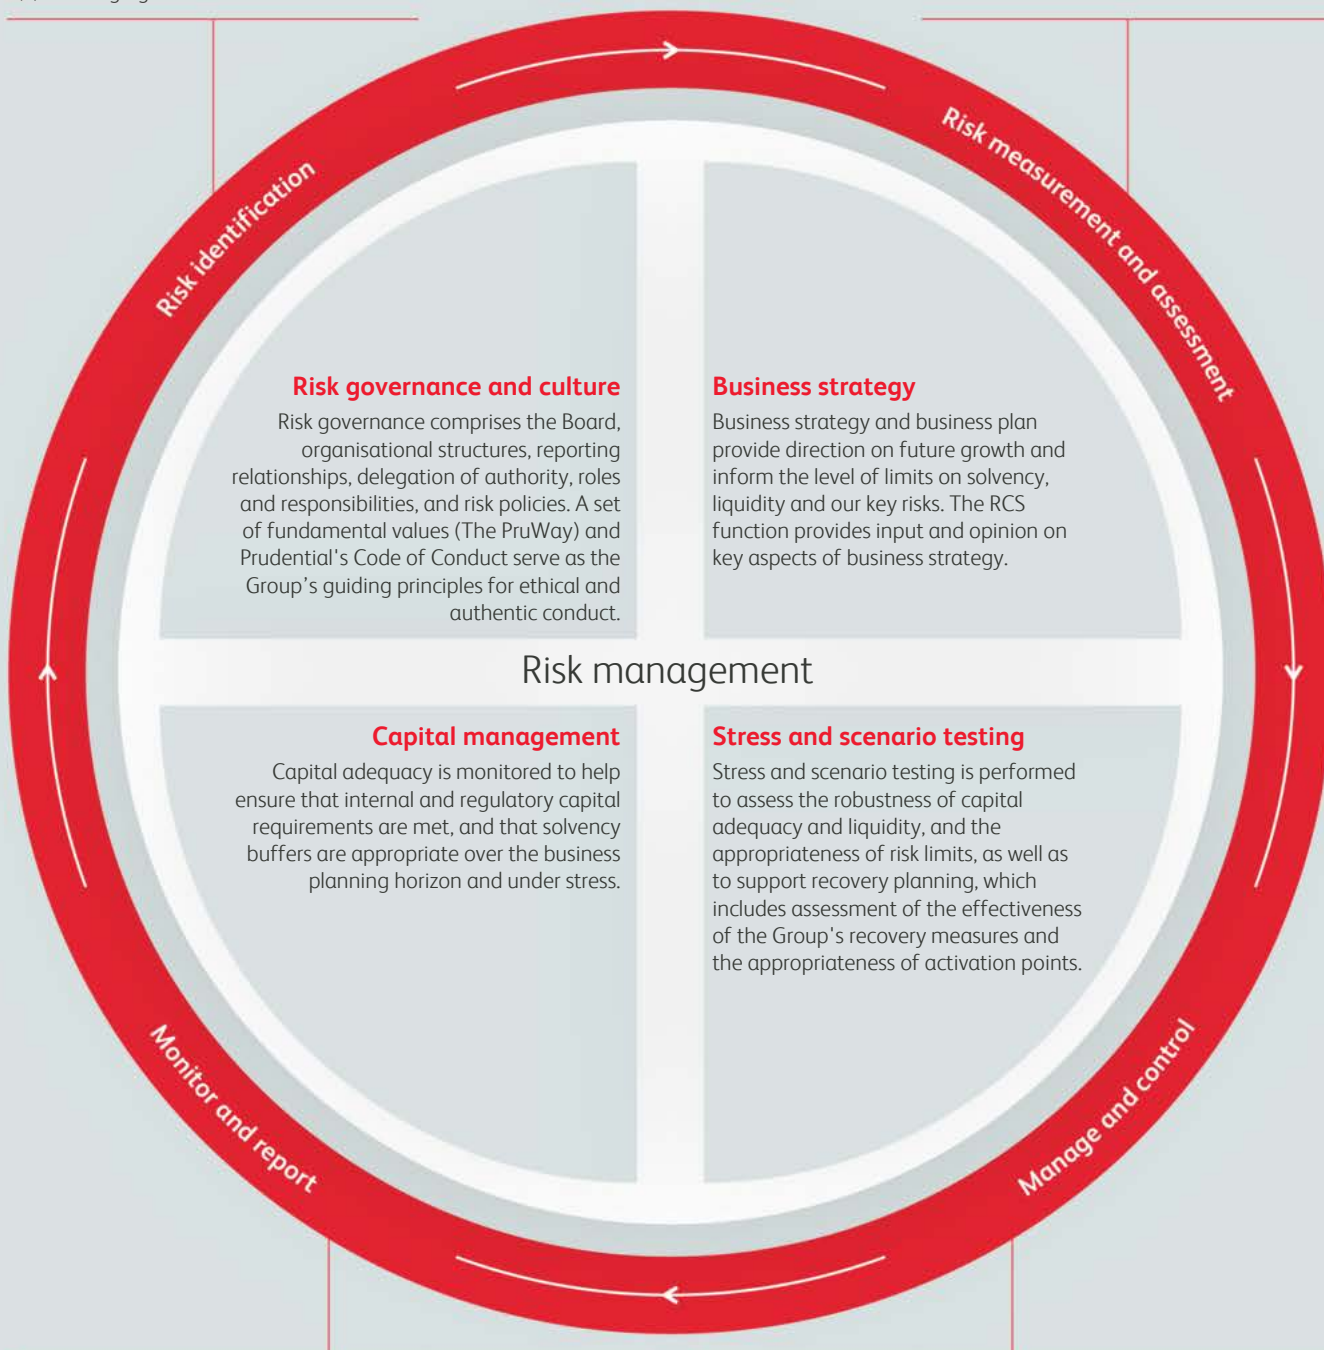 Risk identification
Risk measurement and assessment
Risk governance and culture
Risk governance comprises the Board,
organisational structures, reporting
relationships, delegation of authority, roles
and responsibilities, and risk policies. A set
of fundamental values (The PruWay) and
Prudential's Code of Conduct serve as the
Group’s guiding principles for ethical and
authentic conduct.
Business strategy
Business strategy and business plan
provide direction on future growth and
inform the level of limits on solvency,
liquidity and our key risks. The RCS
function provides input and opinion on
key aspects of business strategy.
Risk management
Capital management
Capital adequacy is monitored to help
ensure that internal and regulatory capital
requirements are met, and that solvency
buffers are appropriate over the business
planning horizon and under stress.
Stress and scenario testing
Stress and scenario testing is performed
to assess the robustness of capital
adequacy and liquidity, and the
appropriateness of risk limits, as well as
to support recovery planning, which
includes assessment of the effectiveness
of the Group's recovery measures and
the appropriateness of activation points.
Monitor and report
Manage and control